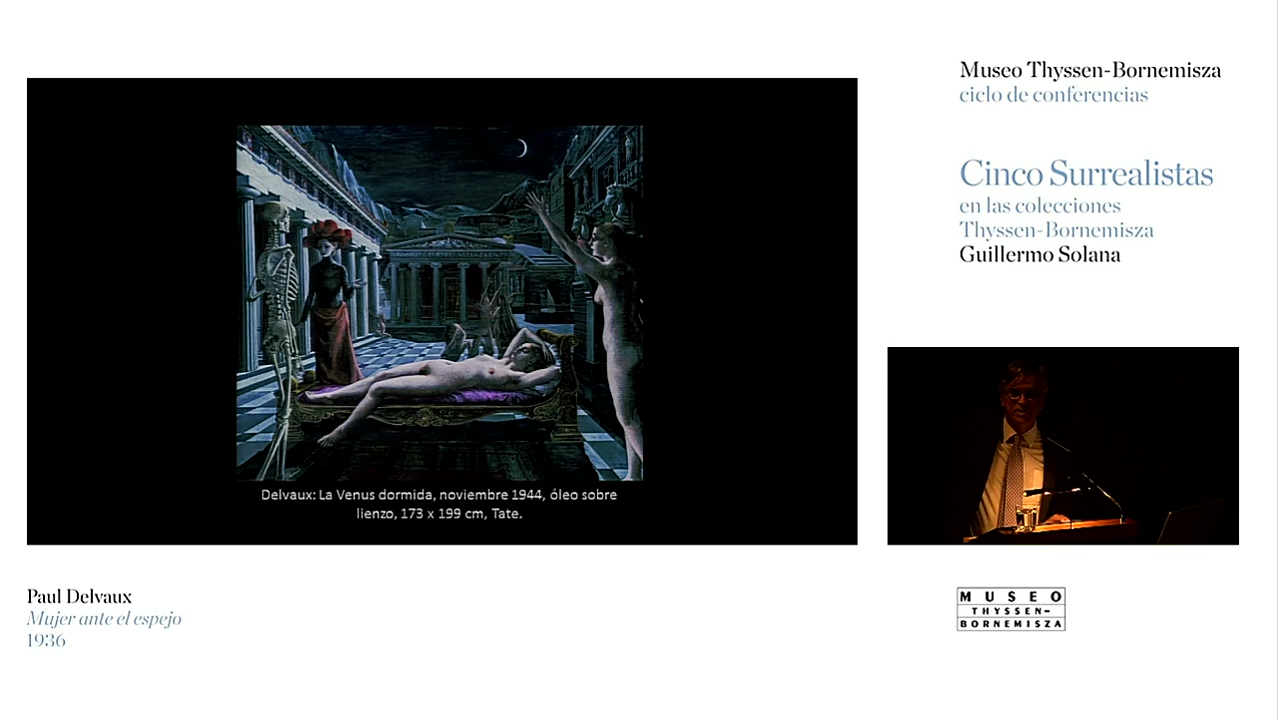 Museo Thyssen-Bornemisza
ciclo de conferencias
Cinco Surrealistas
en las colecciones
Thyssen-Bornemisza
Guillermo Solana
Delvaux: La Venus dormida, noviembre 1944, óleo sobre
lienzo, 173 x 199 cm, Tate.
Paul Delvaux
Mujer ante el espejo
1936
MUSEO
THYSSEN-
BORNEMISZA